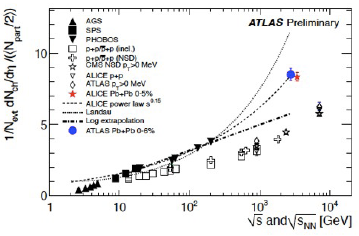 ATLAS Preliminary
1/N_evt dN_ch/dη /(⟨N_part⟩/2)
AGS
SPS
PHOBOS
p+p/p̄+p (incl.)
p+p/p̄+p (NSD)
CMS NSD p_T>0 MeV
ALICE p+p
ATLAS p_T>0 MeV
ALICE Pb+Pb 0-5%
ALICE power law s^0.15
Landau
Log extrapolation
ATLAS Pb+Pb 0-6%
10
5
0
1
10
10²
10³
10⁴
√s and √s_NN [GeV]